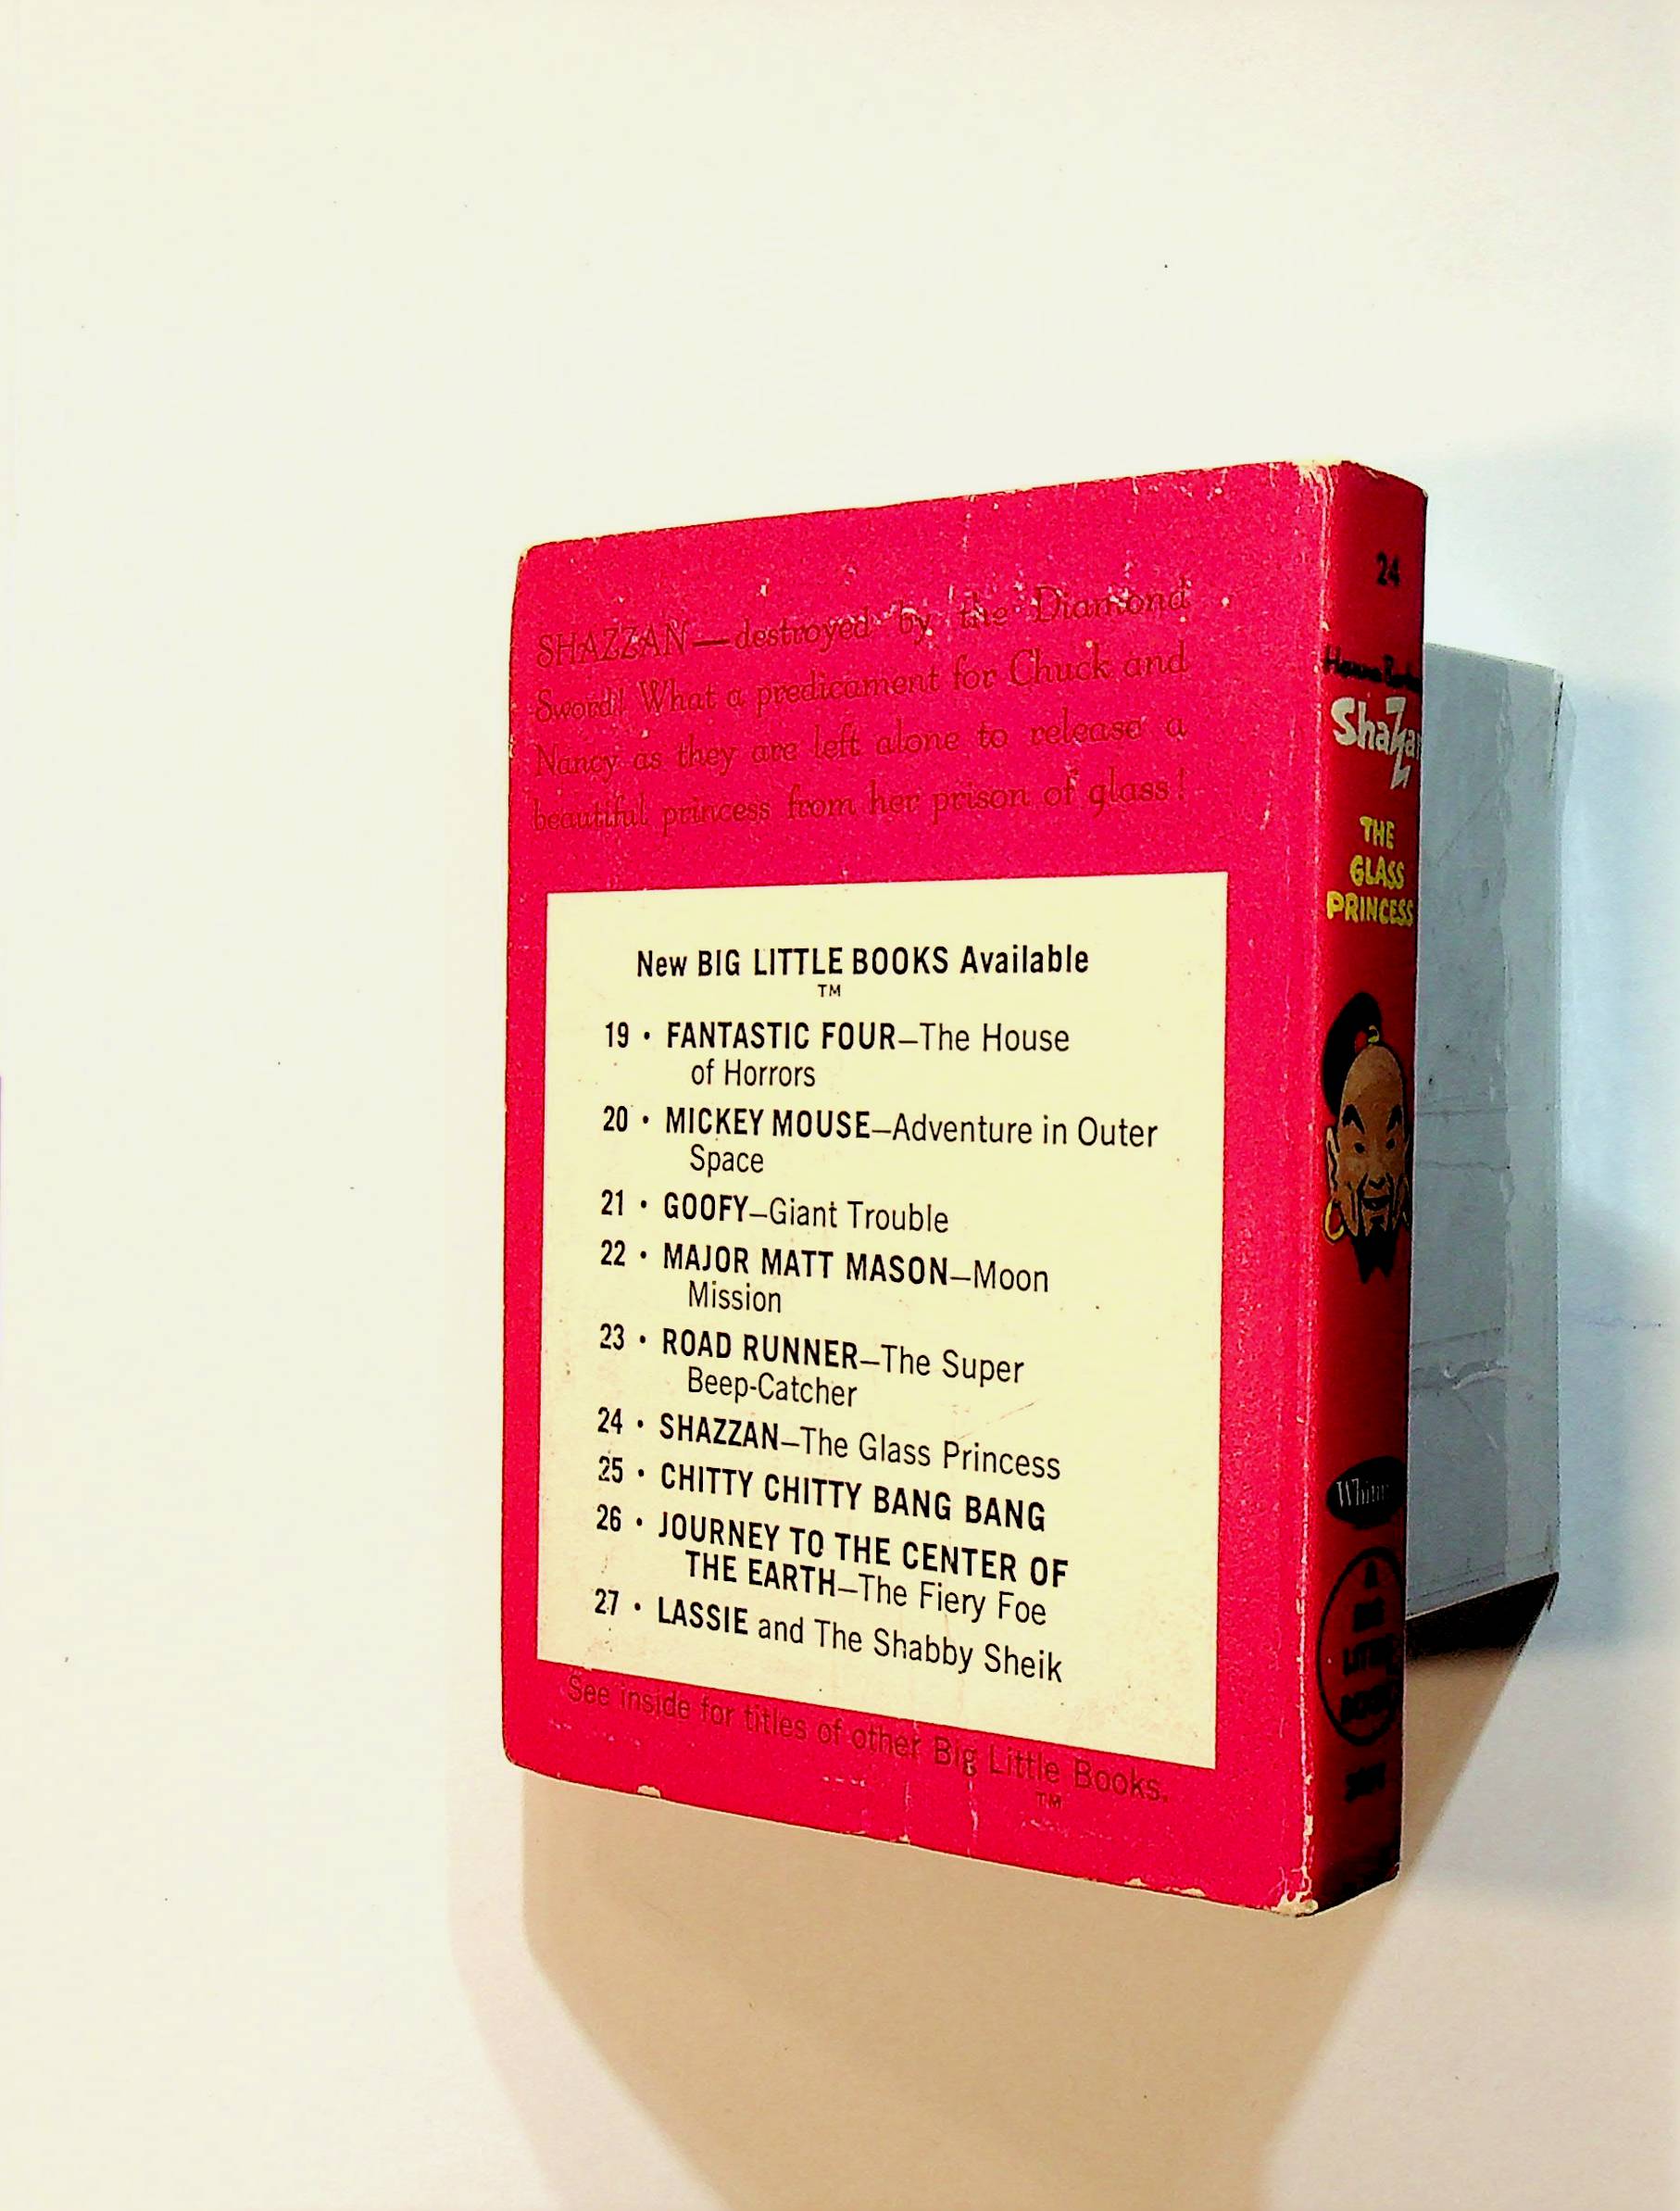 SHAZZAN—destroyed by the Diamond
Sword! What a predicament for Chuck and
Nancy as they are left alone to release a
beautiful princess from her prison of glass!
New BIG LITTLE BOOKS Available
TM
19 • FANTASTIC FOUR—The House
of Horrors
20 • MICKEY MOUSE—Adventure in Outer
Space
21 • GOOFY—Giant Trouble
22 • MAJOR MATT MASON—Moon
Mission
23 • ROAD RUNNER—The Super
Beep-Catcher
24 • SHAZZAN—The Glass Princess
25 • CHITTY CHITTY BANG BANG
26 • JOURNEY TO THE CENTER OF
THE EARTH—The Fiery Foe
27 • LASSIE and The Shabby Sheik
See inside for titles of other Big Little Books.
TM
24
THE
GLASS
PRINCESS